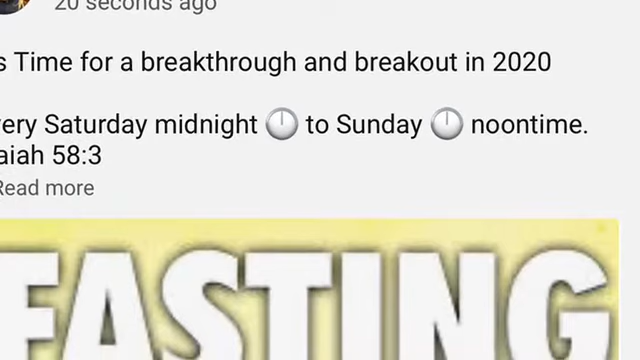 20 seconds ago
s Time for a breakthrough and breakout in 2020
very Saturday midnight 🕛 to Sunday 🕛 noontime.
aiah 58:3
Read more
FASTING